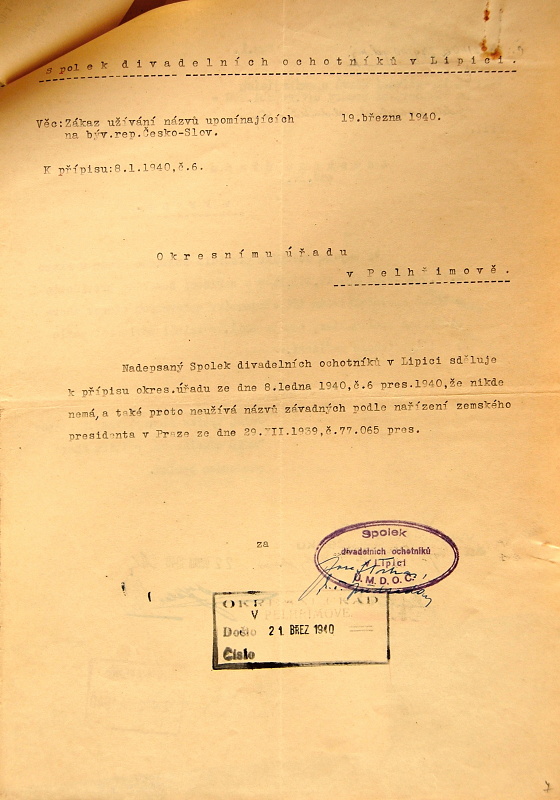 Spolek divadelních ochotníků v Lipici.
Věc:Zákaz užívání názvů upomínajících
na býv.rep.Česko-Slov.
19.března 1940.
K přípisu:8.1.1940,č.6.
Okresnímu úřadu
v Pelhřimově.
Nadepsaný Spolek divadelních ochotníků v Lipici sděluje
k přípisu okres.úřadu ze dne 8.ledna 1940,č.6 pres.1940,že nikde
nemá,a také proto neužívá názvů závadných podle nařízení zemského
presidenta v Praze ze dne 29.XII.1939,č.77.065 pres.
za
Spolek
divadelních ochotníků
v Lipici
Ú.M.D.O.Č.
OKRESNÍ ÚŘAD
V PELHŘIMOVĚ
Došlo 21 BŘEZ 1940
Číslo